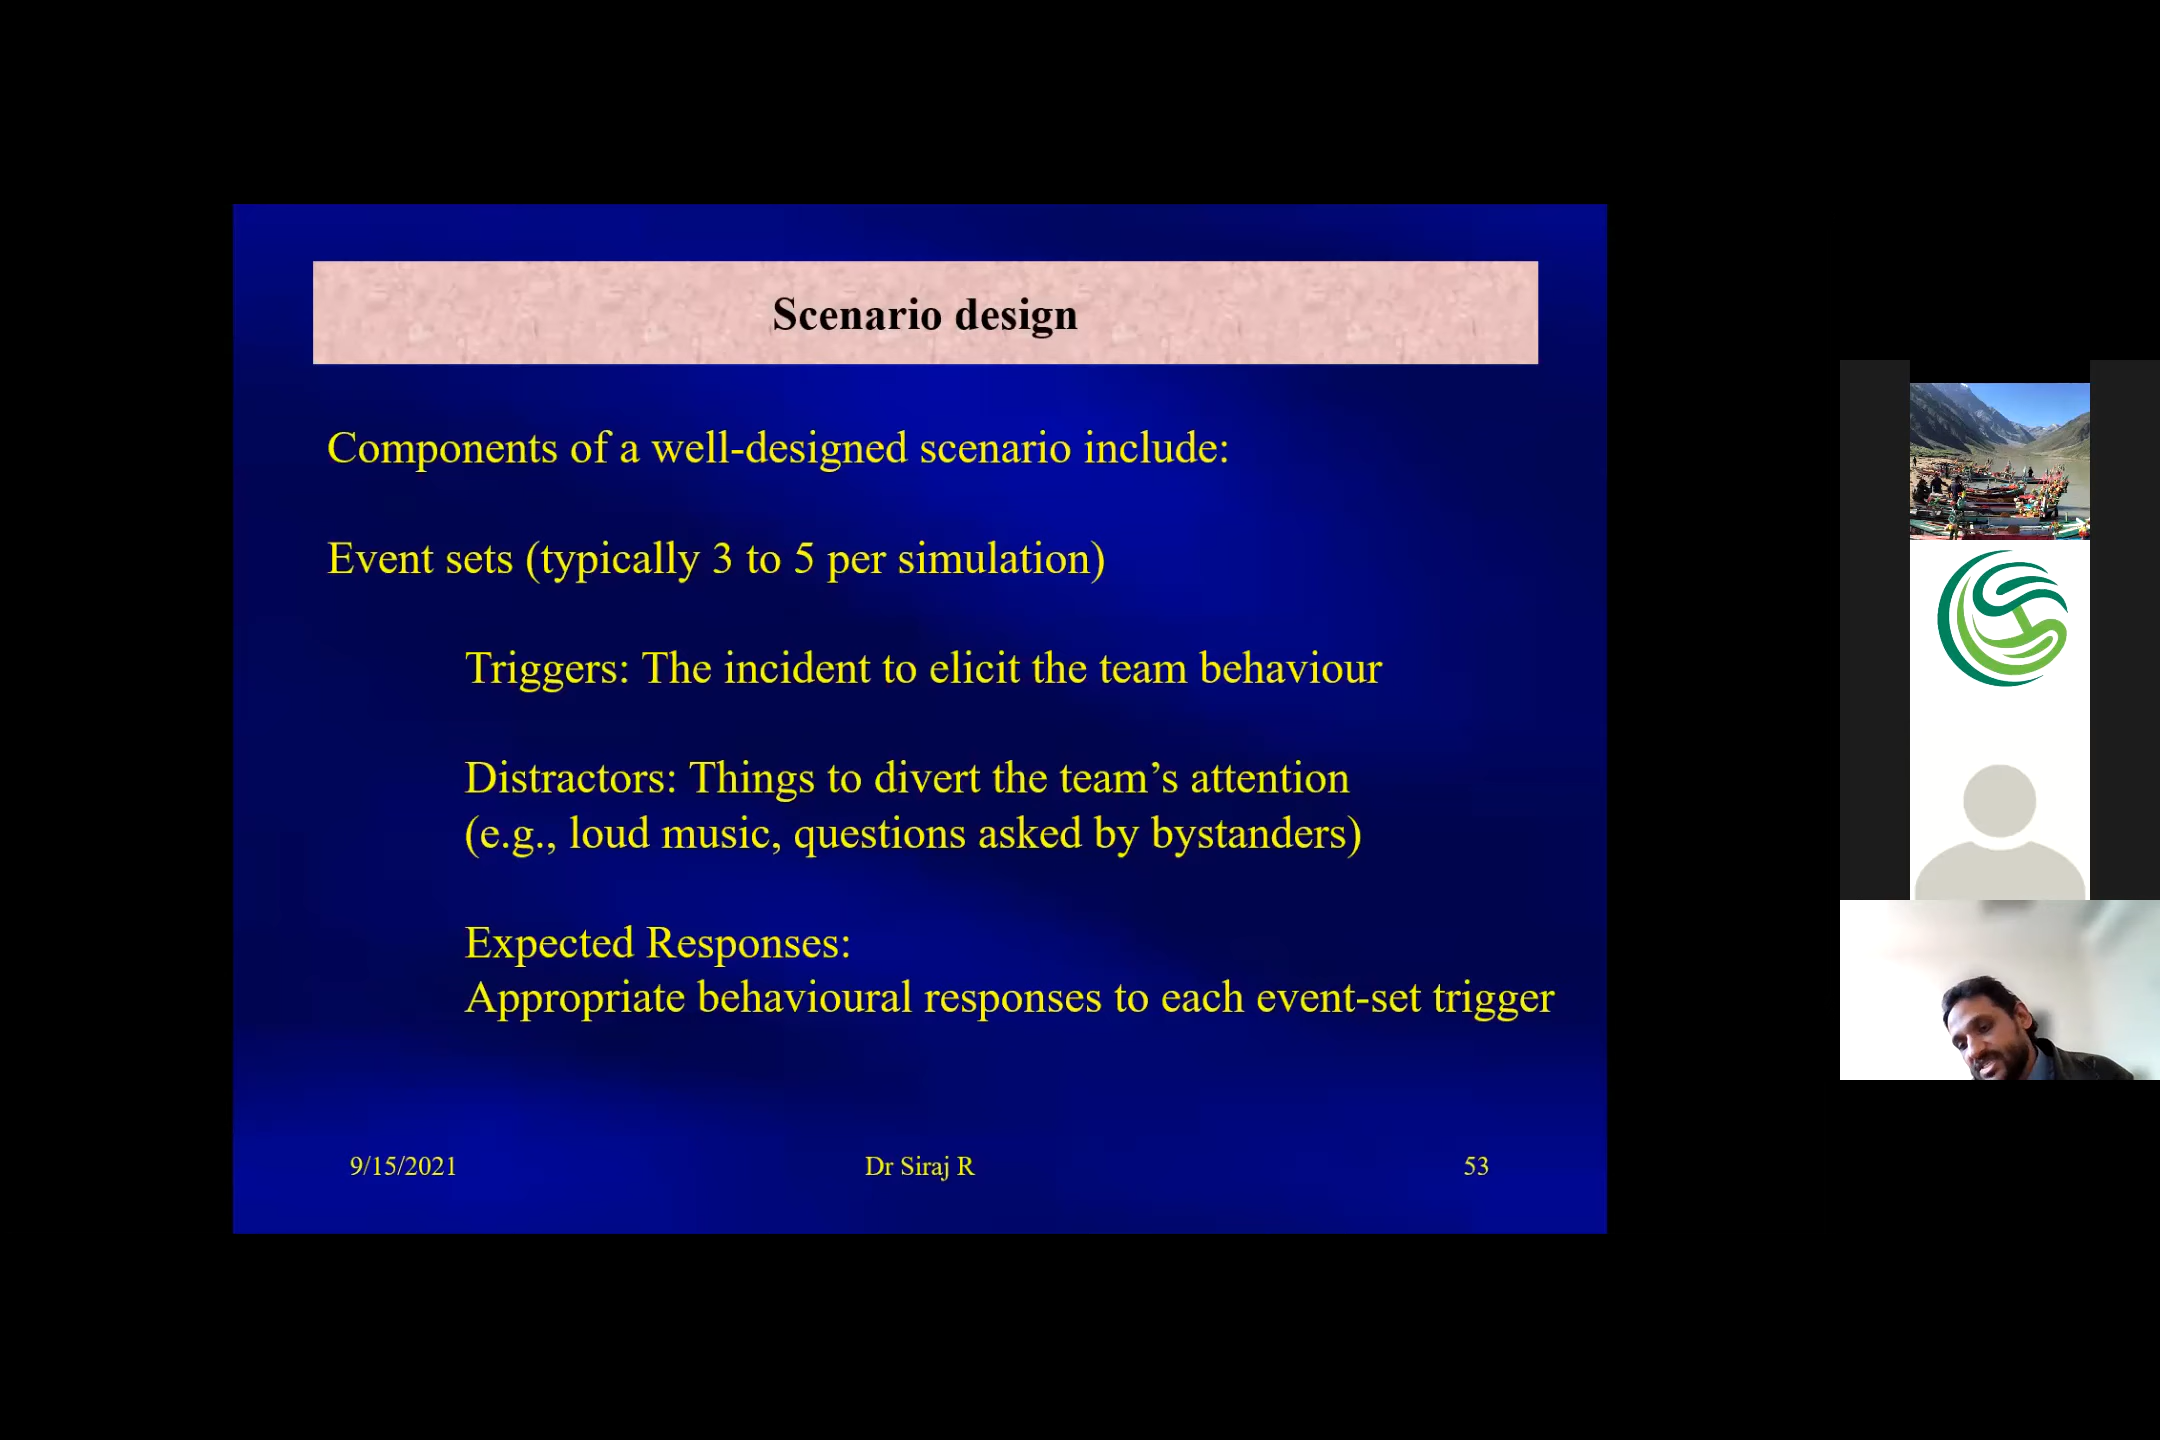 Scenario design
Components of a well-designed scenario include:
Event sets (typically 3 to 5 per simulation)
Triggers: The incident to elicit the team behaviour
Distractors: Things to divert the team’s attention
(e.g., loud music, questions asked by bystanders)
Expected Responses:
Appropriate behavioural responses to each event-set trigger
9/15/2021
Dr Siraj R
53